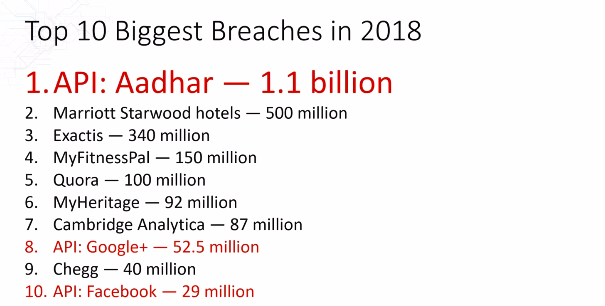 Top 10 Biggest Breaches in 2018
1. API: Aadhar — 1.1 billion
2. Marriott Starwood hotels — 500 million
3. Exactis — 340 million
4. MyFitnessPal — 150 million
5. Quora — 100 million
6. MyHeritage — 92 million
7. Cambridge Analytica — 87 million
8. API: Google+ — 52.5 million
9. Chegg — 40 million
10. API: Facebook — 29 million